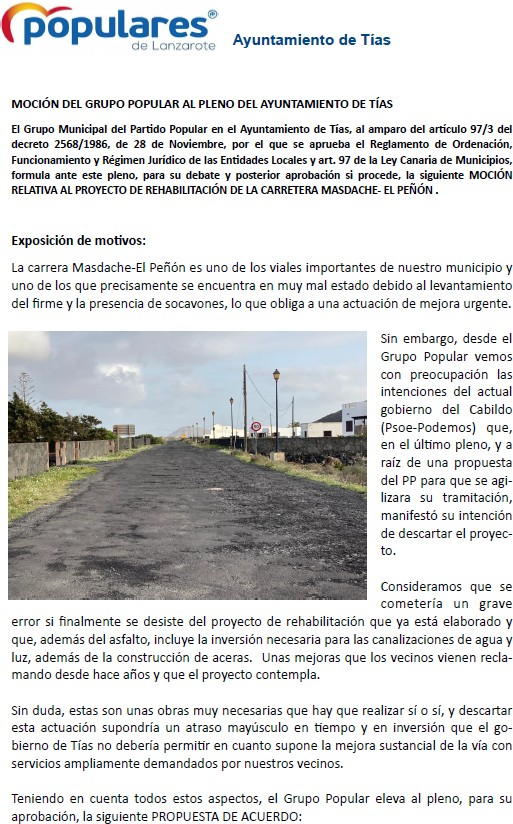 populares
de Lanzarote
Ayuntamiento de Tías
MOCIÓN DEL GRUPO POPULAR AL PLENO DEL AYUNTAMIENTO DE TÍAS
El Grupo Municipal del Partido Popular en el Ayuntamiento de Tías, al amparo del artículo 97/3 del
decreto 2568/1986, de 28 de Noviembre, por el que se aprueba el Reglamento de Ordenación,
Funcionamiento y Régimen Jurídico de las Entidades Locales y art. 97 de la Ley Canaria de Municipios,
formula ante este pleno, para su debate y posterior aprobación si procede, la siguiente MOCIÓN
RELATIVA AL PROYECTO DE REHABILITACIÓN DE LA CARRETERA MASDACHE- EL PEÑÓN .
Exposición de motivos:
La carrera Masdache-El Peñón es uno de los viales importantes de nuestro municipio y
uno de los que precisamente se encuentra en muy mal estado debido al levantamiento
del firme y la presencia de socavones, lo que obliga a una actuación de mejora urgente.
Sin embargo, desde el
Grupo Popular vemos
con preocupación las
intenciones del actual
gobierno del Cabildo
(Psoe-Podemos) que,
en el último pleno, y a
raíz de una propuesta
del PP para que se agi-
lizara su tramitación,
manifestó su intención
de descartar el proyec-
to.
Consideramos que se
cometería un grave
error si finalmente se desiste del proyecto de rehabilitación que ya está elaborado y
que, además del asfalto, incluye la inversión necesaria para las canalizaciones de agua y
luz, además de la construcción de aceras. Unas mejoras que los vecinos vienen recla-
mando desde hace años y que el proyecto contempla.
Sin duda, estas son unas obras muy necesarias que hay que realizar sí o sí, y descartar
esta actuación supondría un atraso mayúsculo en tiempo y en inversión que el go-
bierno de Tías no debería permitir en cuanto supone la mejora sustancial de la vía con
servicios ampliamente demandados por nuestros vecinos.
Teniendo en cuenta todos estos aspectos, el Grupo Popular eleva al pleno, para su
aprobación, la siguiente PROPUESTA DE ACUERDO: